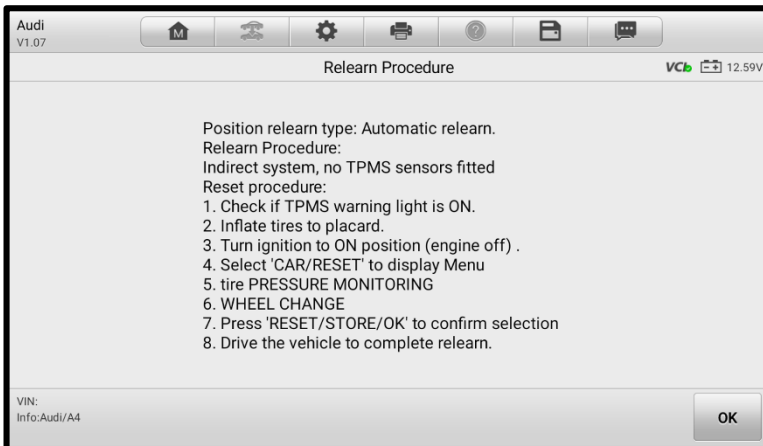 Audi
V1.07
M
Relearn Procedure
VCI 12.59V
Position relearn type: Automatic relearn.
Relearn Procedure:
Indirect system, no TPMS sensors fitted
Reset procedure:
1. Check if TPMS warning light is ON.
2. Inflate tires to placard.
3. Turn ignition to ON position (engine off) .
4. Select 'CAR/RESET' to display Menu
5. tire PRESSURE MONITORING
6. WHEEL CHANGE
7. Press 'RESET/STORE/OK' to confirm selection
8. Drive the vehicle to complete relearn.
VIN:
Info:Audi/A4
OK